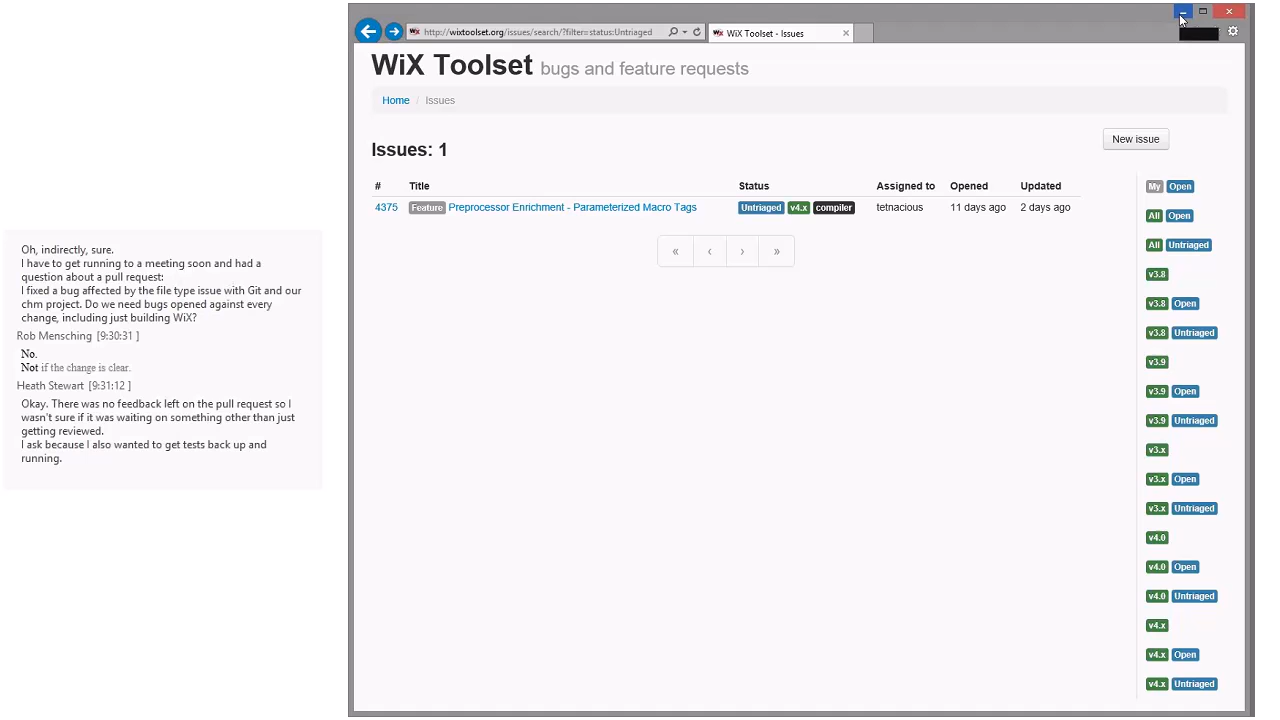 Oh, indirectly, sure.
I have to get running to a meeting soon and had a
question about a pull request:
I fixed a bug affected by the file type issue with Git and our
chm project. Do we need bugs opened against every
change, including just building WiX?
Rob Mensching [9:30:31 ]
No.
Not if the change is clear.
Heath Stewart [9:31:12 ]
Okay. There was no feedback left on the pull request so I
wasn't sure if it was waiting on something other than just
getting reviewed.
I ask because I also wanted to get tests back up and
running.
http://wixtoolset.org/issues/search/?filter=status:Untriaged
WiX Toolset - Issues
WiX Toolset bugs and feature requests
Home / Issues
Issues: 1
New issue
# Title Status Assigned to Opened Updated
4375 Feature Preprocessor Enrichment - Parameterized Macro Tags Untriaged v4.x compiler tetnacious 11 days ago 2 days ago
« ‹ › »
My Open
All Open
All Untriaged
v3.8
v3.8 Open
v3.8 Untriaged
v3.9
v3.9 Open
v3.9 Untriaged
v3.x
v3.x Open
v3.x Untriaged
v4.0
v4.0 Open
v4.0 Untriaged
v4.x
v4.x Open
v4.x Untriaged